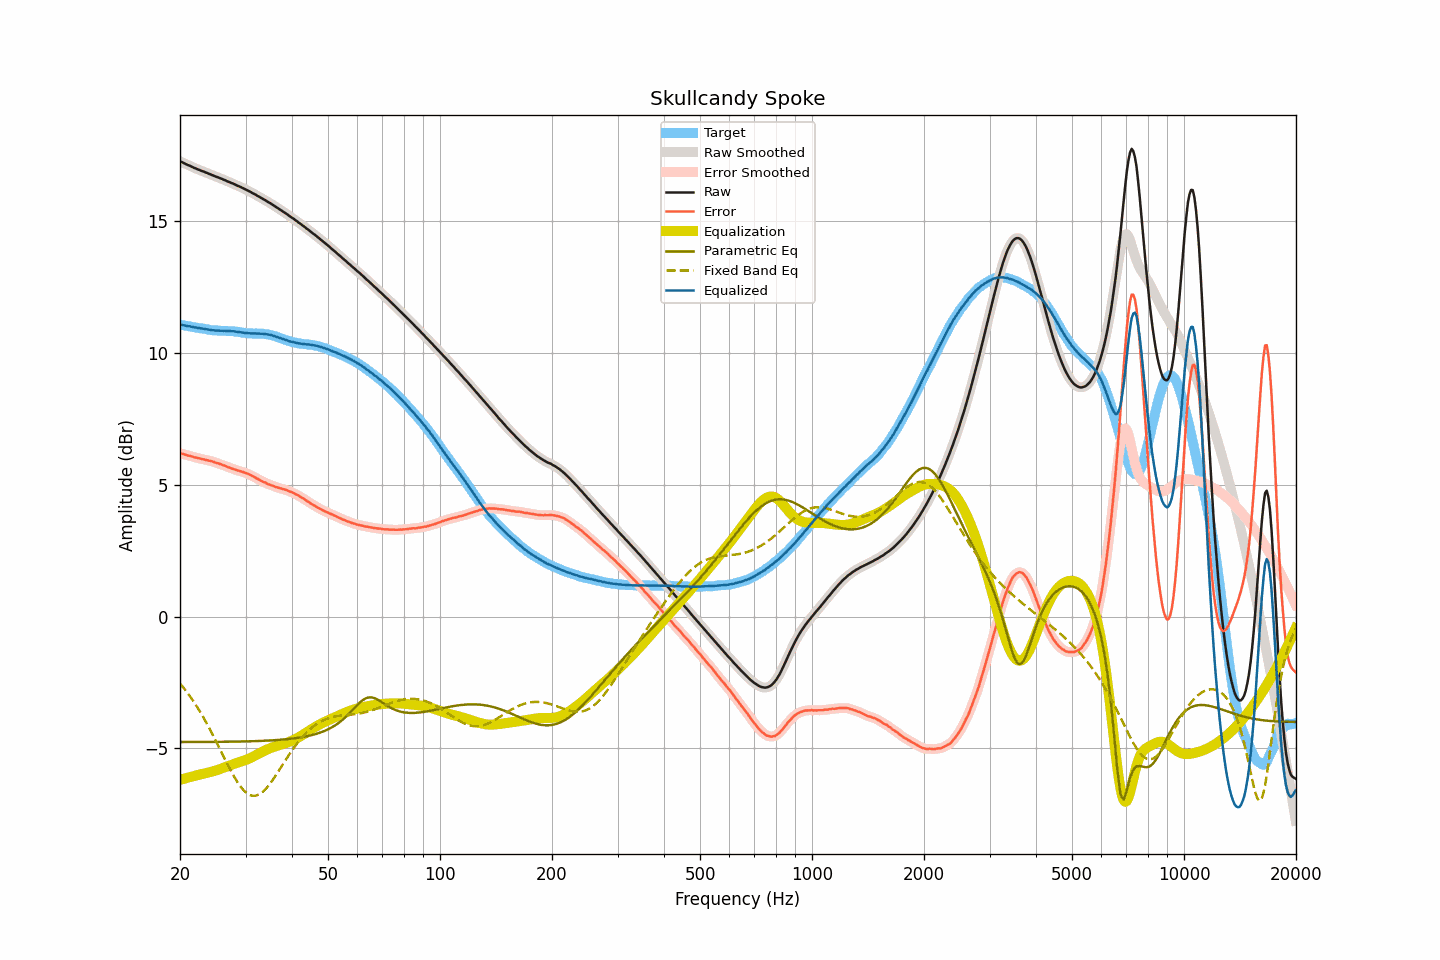 Skullcandy Spoke
Target
Raw Smoothed
Error Smoothed
Raw
Error
Equalization
Parametric Eq
Fixed Band Eq
Equalized
Amplitude (dBr)
15
10
5
0
−5
20 50 100 200 500 1000 2000 5000 10000 20000
Frequency (Hz)